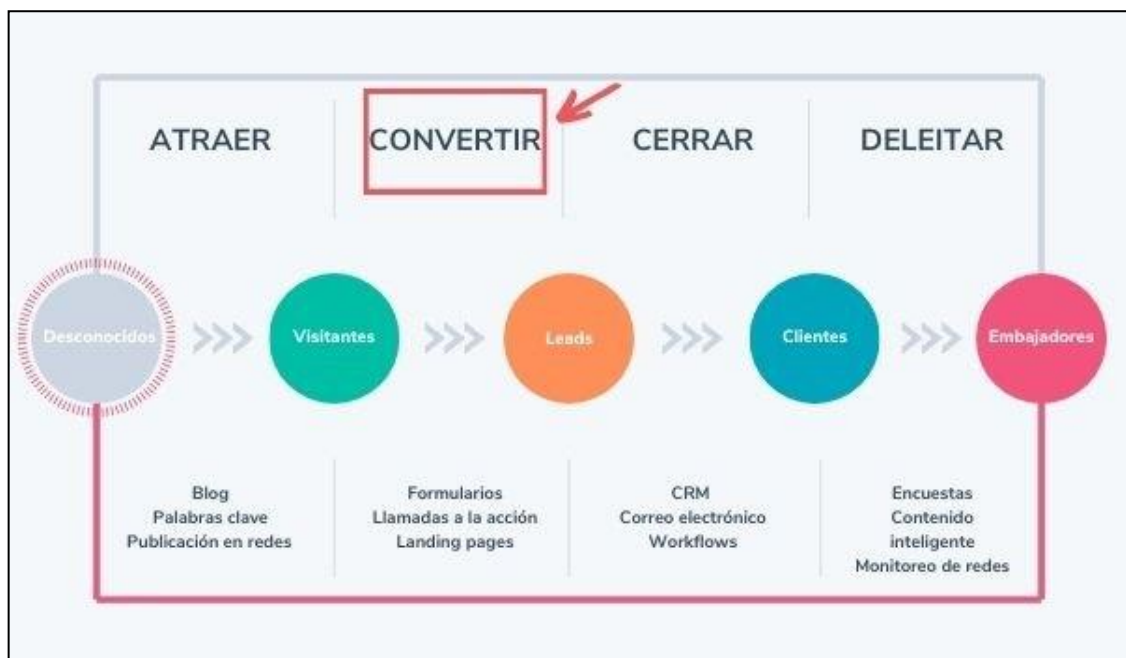 ATRAER
CONVERTIR
CERRAR
DELEITAR
Desconocidos
Visitantes
Leads
Clientes
Embajadores
Blog
Palabras clave
Publicación en redes
Formularios
Llamadas a la acción
Landing pages
CRM
Correo electrónico
Workflows
Encuestas
Contenido
inteligente
Monitoreo de redes